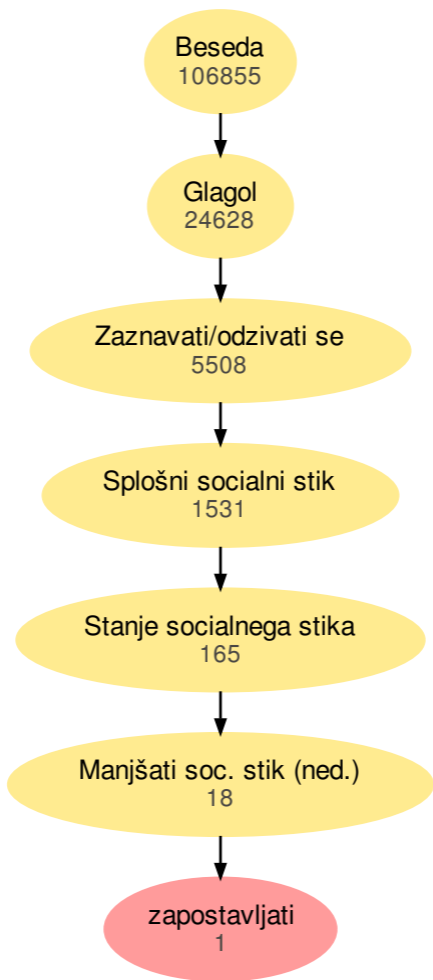 Beseda
106855
Glagol
24628
Zaznavati/odzivati se
5508
Splošni socialni stik
1531
Stanje socialnega stika
165
Manjšati soc. stik (ned.)
18
zapostavljati
1